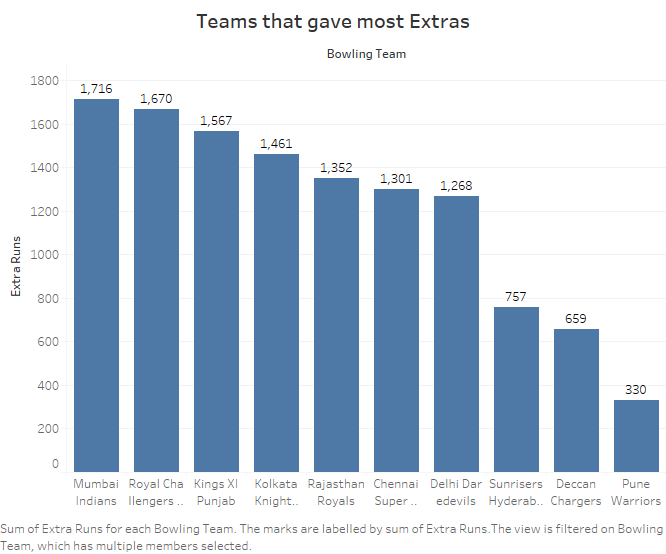 Teams that gave most Extras
Bowling Team
Extra Runs
1800
1600
1400
1200
1000
800
600
400
200
0
1,716
1,670
1,567
1,461
1,352
1,301
1,268
757
659
330
Mumbai
Indians
Royal Cha
llengers ..
Kings XI
Punjab
Kolkata
Knight..
Rajasthan
Royals
Chennai
Super ..
Delhi Dar
edevils
Sunrisers
Hyderab..
Deccan
Chargers
Pune
Warriors
Sum of Extra Runs for each Bowling Team. The marks are labelled by sum of Extra Runs.The view is filtered on Bowling
Team, which has multiple members selected.